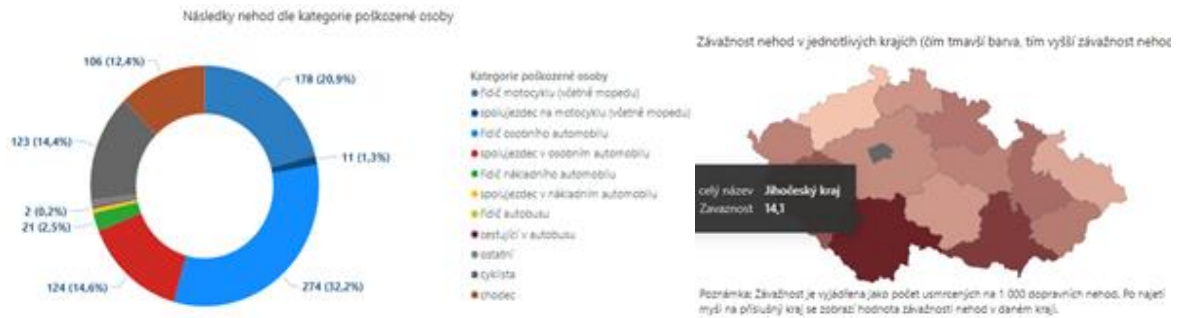 Následky nehod dle kategorie poškozené osoby
106 (12,4%)
178 (20,9%)
123 (14,4%)
11 (1,3%)
2 (0,2%)
21 (2,5%)
124 (14,6%)
274 (32,2%)
Kategorie poškozené osoby
řidič motocyklu (včetně mopedu)
spolujezdec na motocyklu (včetně mopedu)
řidič osobního automobilu
spolujezdec v osobním automobilu
řidič nákladního automobilu
spolujezdec v nákladním automobilu
řidič autobusu
cestující v autobusu
ostatní
cyklista
chodec
Závažnost nehod v jednotlivých krajích (čím tmavší barva, tím vyšší závažnost nehod
celý název Jihočeský kraj
Zavaznost 14,1
Poznámka: Závažnost je vyjádřena jako počet usmrcených na 1 000 dopravních nehod. Po najetí
myší na příslušný kraj se zobrazí hodnota závažnosti nehod v daném kraji.